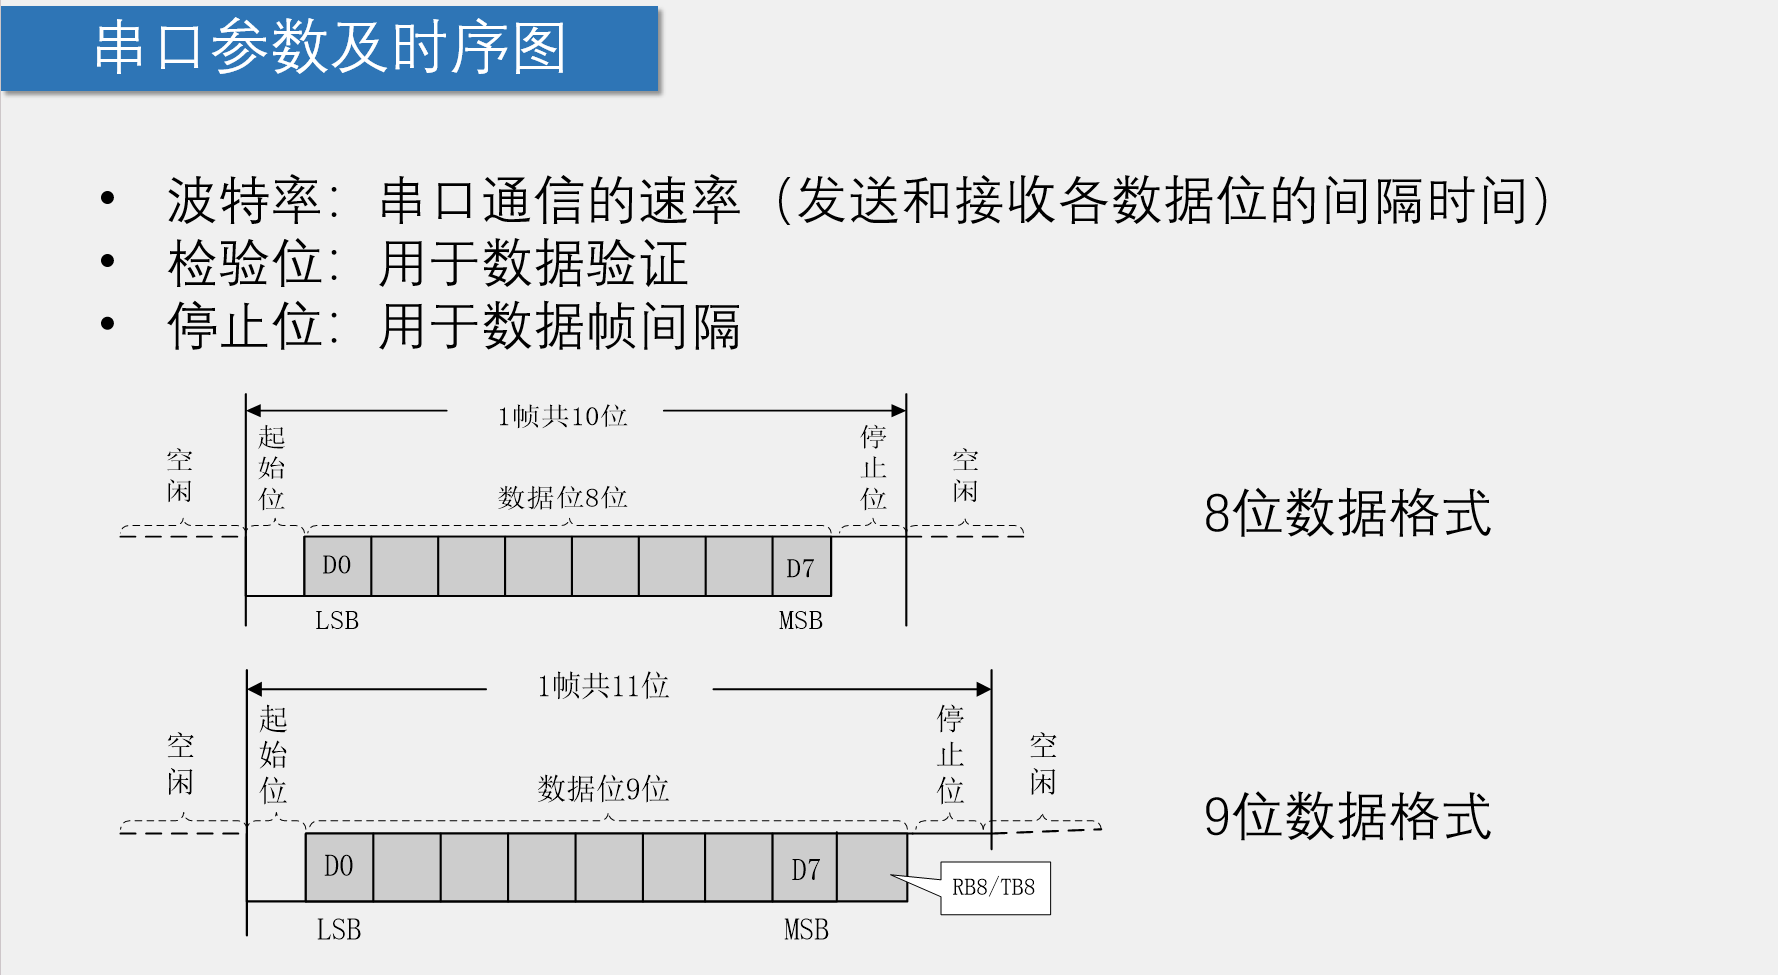 串口参数及时序图
• 波特率：串口通信的速率（发送和接收各数据位的间隔时间）
• 检验位：用于数据验证
• 停止位：用于数据帧间隔
1帧共10位
空闲
起始位
数据位8位
停止位
空闲
8位数据格式
D0
D7
LSB
MSB
1帧共11位
空闲
起始位
数据位9位
停止位
空闲
9位数据格式
D0
D7
RB8/TB8
LSB
MSB